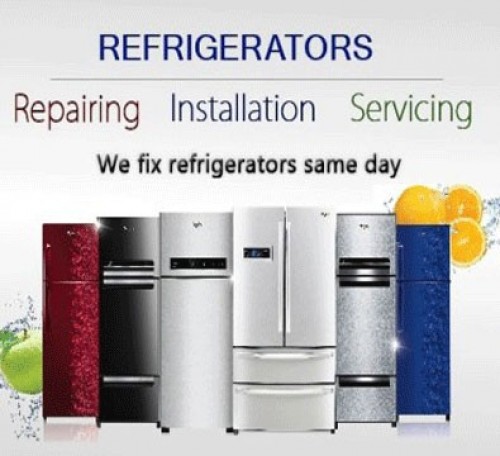 REFRIGERATORS
Repairing Installation Servicing
We fix refrigerators same day